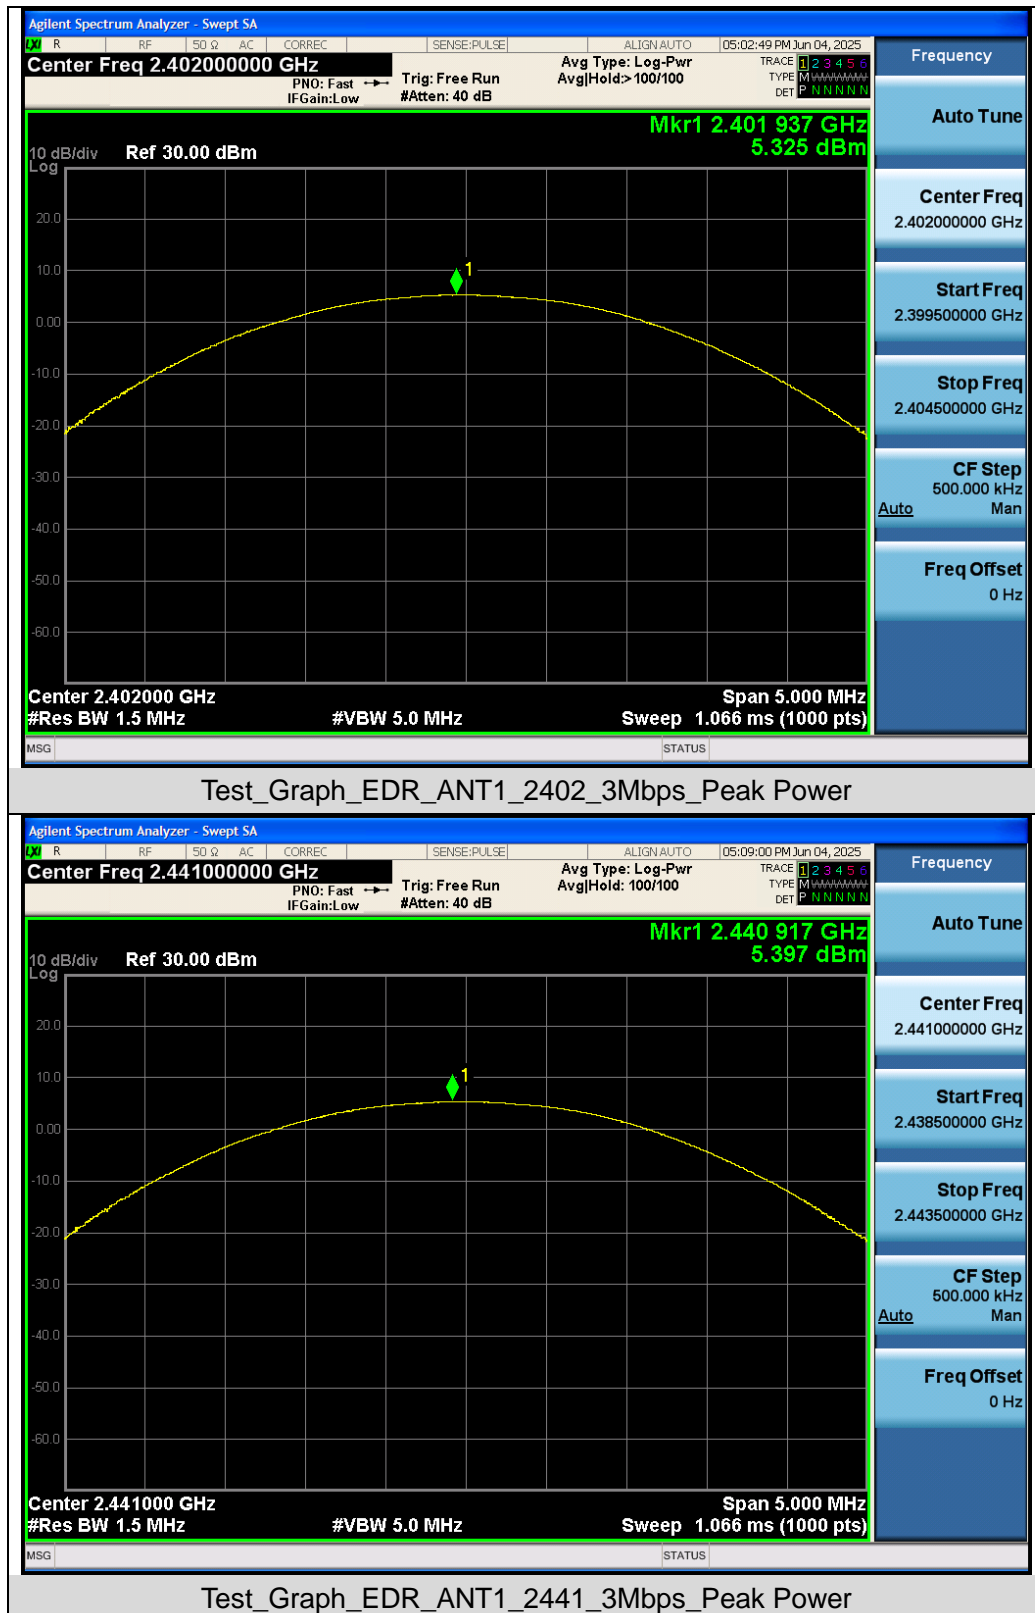 Agilent Spectrum Analyzer - Swept SA
LXI R RF 50 Ω AC CORREC SENSE:PULSE ALIGN AUTO 05:02:49 PM Jun 04, 2025
Center Freq 2.402000000 GHz
PNO: Fast
IFGain:Low
Trig: Free Run
#Atten: 40 dB
Avg Type: Log-Pwr
Avg|Hold:>100/100
TRACE 1 2 3 4 5 6
TYPE M WWWWW
DET P N N N N N
Mkr1 2.401 937 GHz
5.325 dBm
10 dB/div Ref 30.00 dBm
Log
20.0
10.0
0.00
-10.0
-20.0
-30.0
-40.0
-50.0
-60.0
1
Center 2.402000 GHz Span 5.000 MHz
#Res BW 1.5 MHz #VBW 5.0 MHz Sweep 1.066 ms (1000 pts)
MSG STATUS
Frequency
Auto Tune
Center Freq
2.402000000 GHz
Start Freq
2.399500000 GHz
Stop Freq
2.404500000 GHz
CF Step
500.000 kHz
Auto Man
Freq Offset
0 Hz
Test_Graph_EDR_ANT1_2402_3Mbps_Peak Power
Agilent Spectrum Analyzer - Swept SA
LXI R RF 50 Ω AC CORREC SENSE:PULSE ALIGN AUTO 05:09:00 PM Jun 04, 2025
Center Freq 2.441000000 GHz
PNO: Fast
IFGain:Low
Trig: Free Run
#Atten: 40 dB
Avg Type: Log-Pwr
Avg|Hold: 100/100
TRACE 1 2 3 4 5 6
TYPE M WWWWW
DET P N N N N N
Mkr1 2.440 917 GHz
5.397 dBm
10 dB/div Ref 30.00 dBm
Log
20.0
10.0
0.00
-10.0
-20.0
-30.0
-40.0
-50.0
-60.0
1
Center 2.441000 GHz Span 5.000 MHz
#Res BW 1.5 MHz #VBW 5.0 MHz Sweep 1.066 ms (1000 pts)
MSG STATUS
Frequency
Auto Tune
Center Freq
2.441000000 GHz
Start Freq
2.438500000 GHz
Stop Freq
2.443500000 GHz
CF Step
500.000 kHz
Auto Man
Freq Offset
0 Hz
Test_Graph_EDR_ANT1_2441_3Mbps_Peak Power